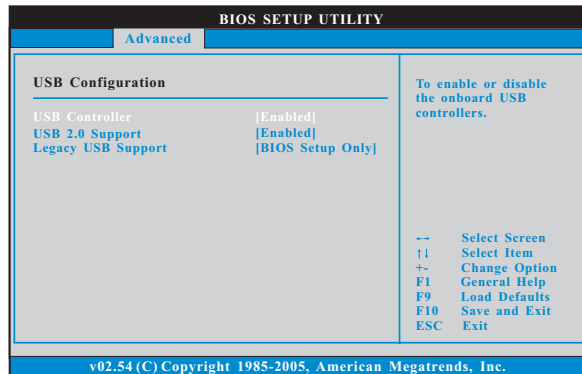 BIOS SETUP UTILITY
Advanced
USB Configuration
USB Controller [Enabled]
USB 2.0 Support [Enabled]
Legacy USB Support [BIOS Setup Only]
To enable or disable
the onboard USB
controllers.
←→ Select Screen
↑↓ Select Item
+- Change Option
F1 General Help
F9 Load Defaults
F10 Save and Exit
ESC Exit
v02.54 (C) Copyright 1985-2005, American Megatrends, Inc.